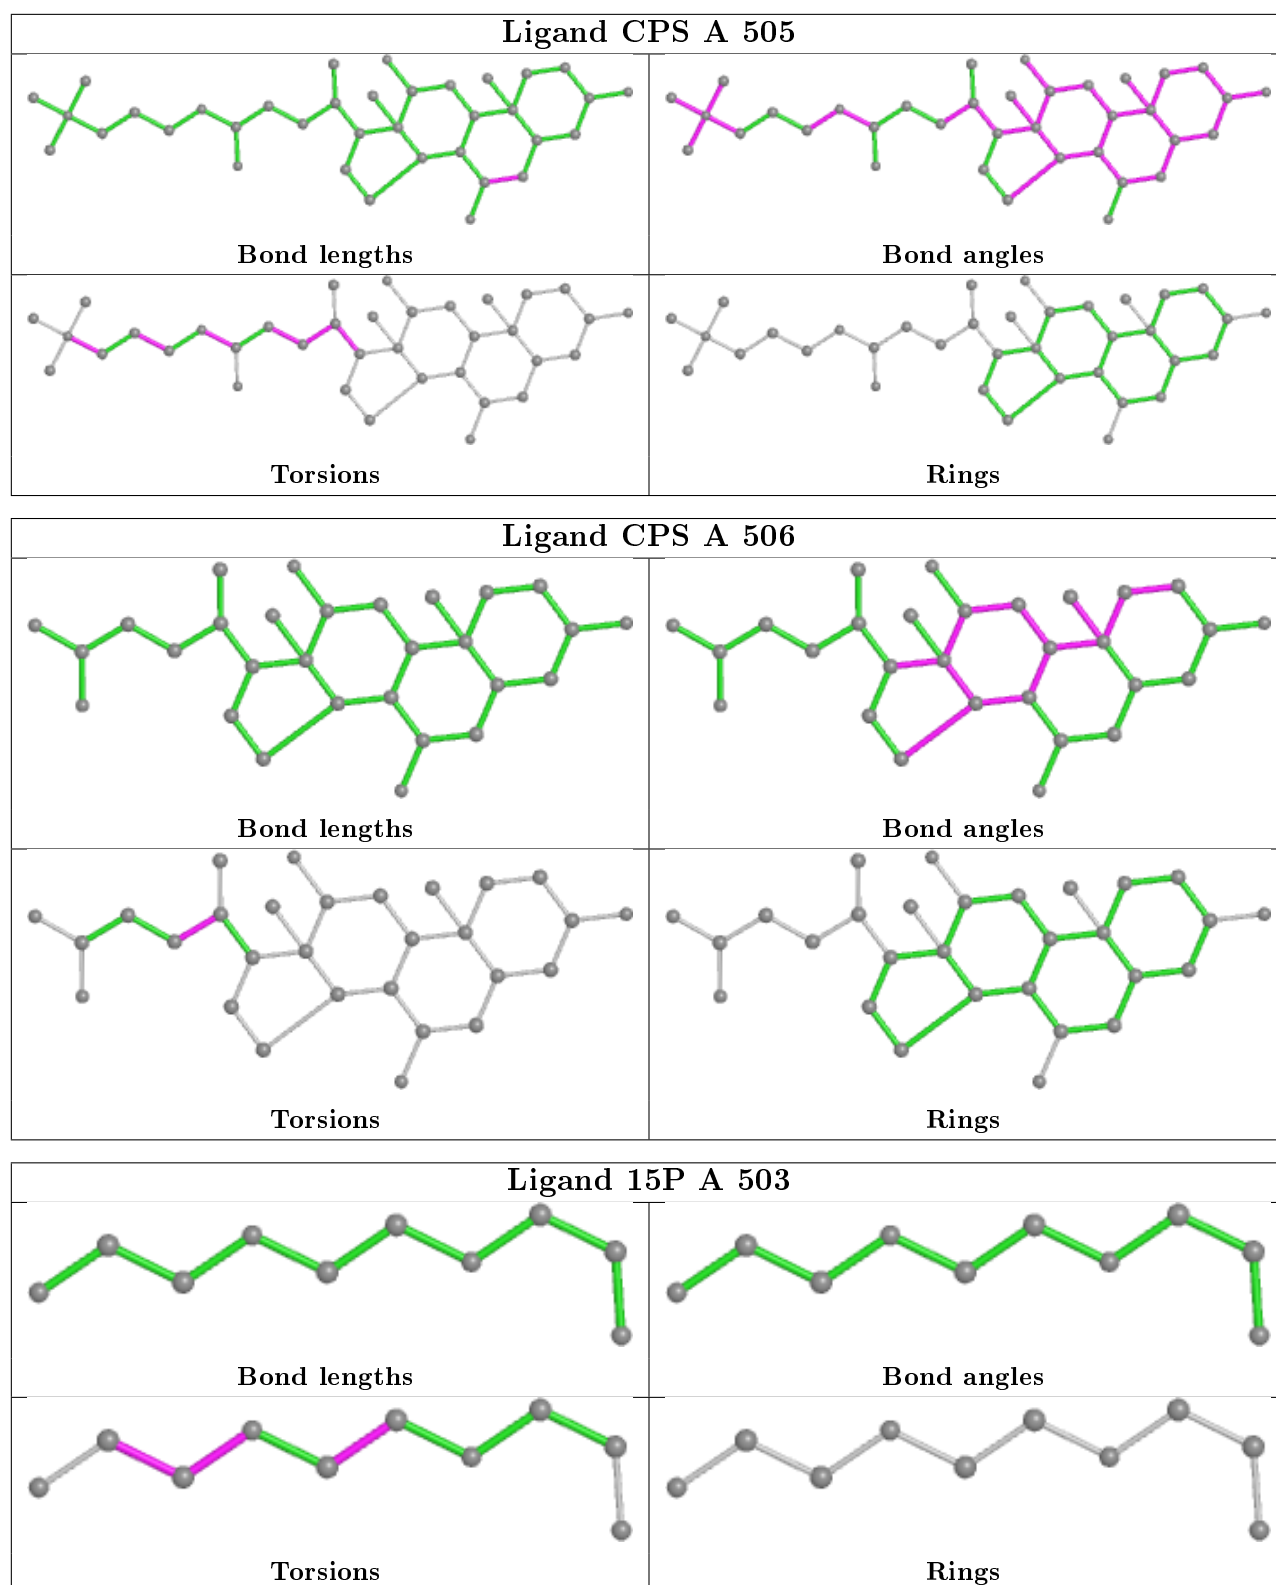 Ligand CPS A 505
Bond lengths
Bond angles
Torsions
Rings
Ligand CPS A 506
Bond lengths
Bond angles
Torsions
Rings
Ligand 15P A 503
Bond lengths
Bond angles
Torsions
Rings